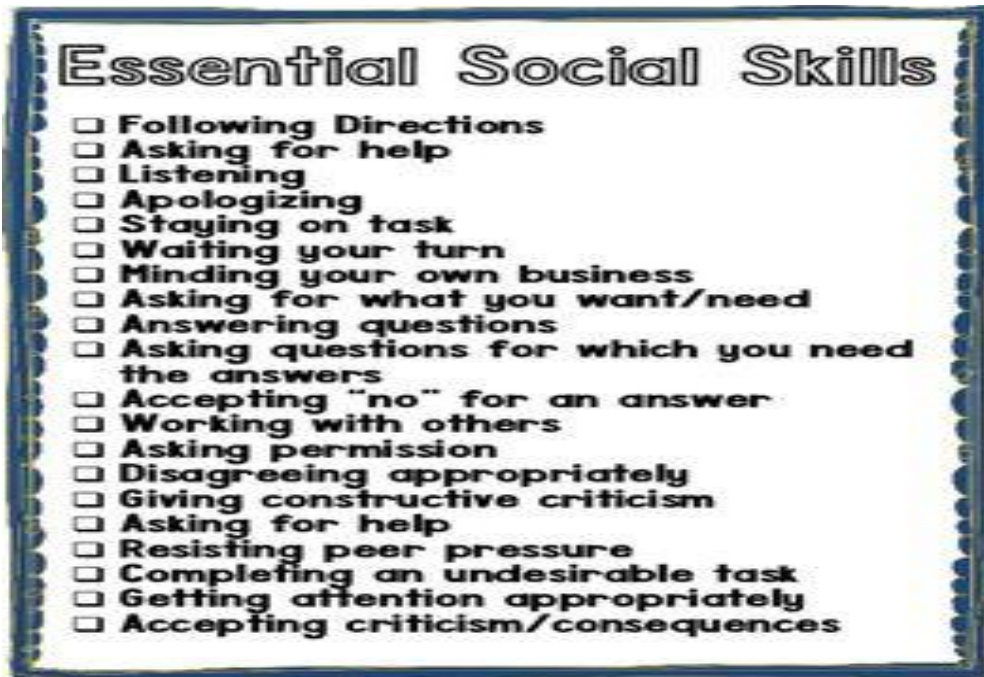 Essential Social Skills
❑ Following Directions
❑ Asking for help
❑ Listening
❑ Apologizing
❑ Staying on task
❑ Waiting your turn
❑ Minding your own business
❑ Asking for what you want/need
❑ Answering questions
❑ Asking questions for which you need
the answers
❑ Accepting "no" for an answer
❑ Working with others
❑ Asking permission
❑ Disagreeing appropriately
❑ Giving constructive criticism
❑ Asking for help
❑ Resisting peer pressure
❑ Completing an undesirable task
❑ Getting attention appropriately
❑ Accepting criticism/consequences